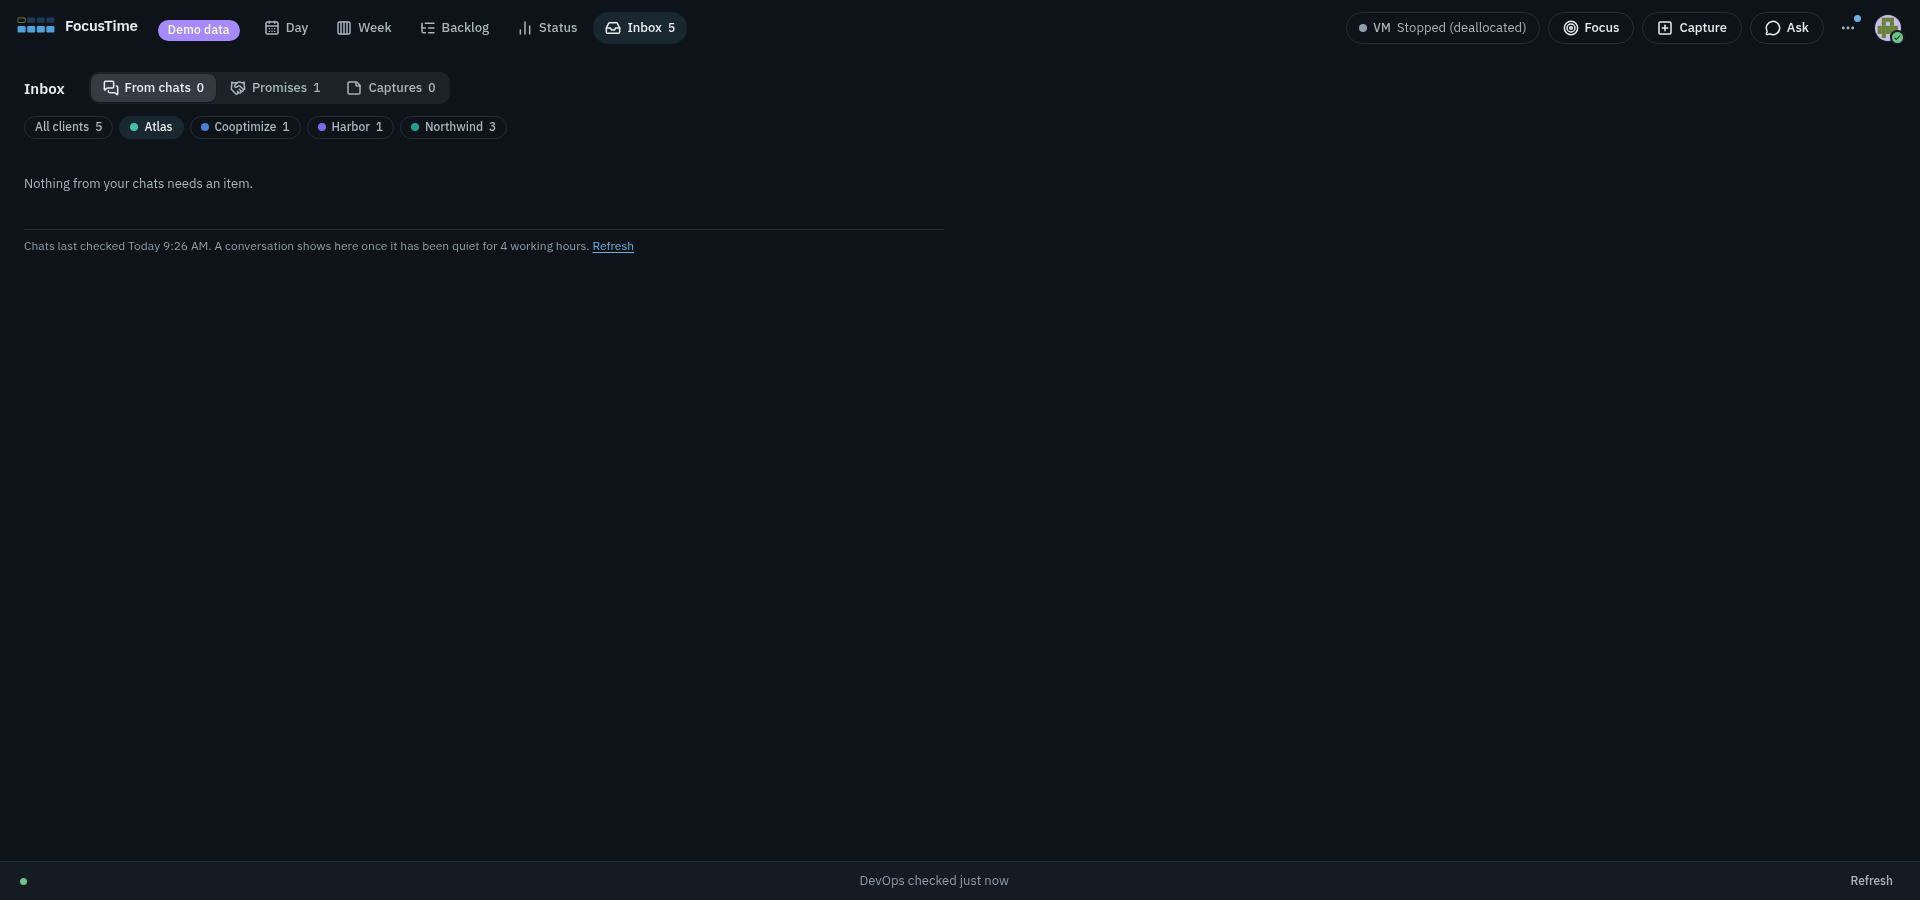 FocusTime Demo data Day Week Backlog Status Inbox 5 VM Stopped (deallocated) Focus Capture Ask
Inbox From chats 0 Promises 1 Captures 0
All clients 5 Atlas Cooptimize 1 Harbor 1 Northwind 3
Nothing from your chats needs an item.
Chats last checked Today 9:26 AM. A conversation shows here once it has been quiet for 4 working hours. Refresh
DevOps checked just now Refresh